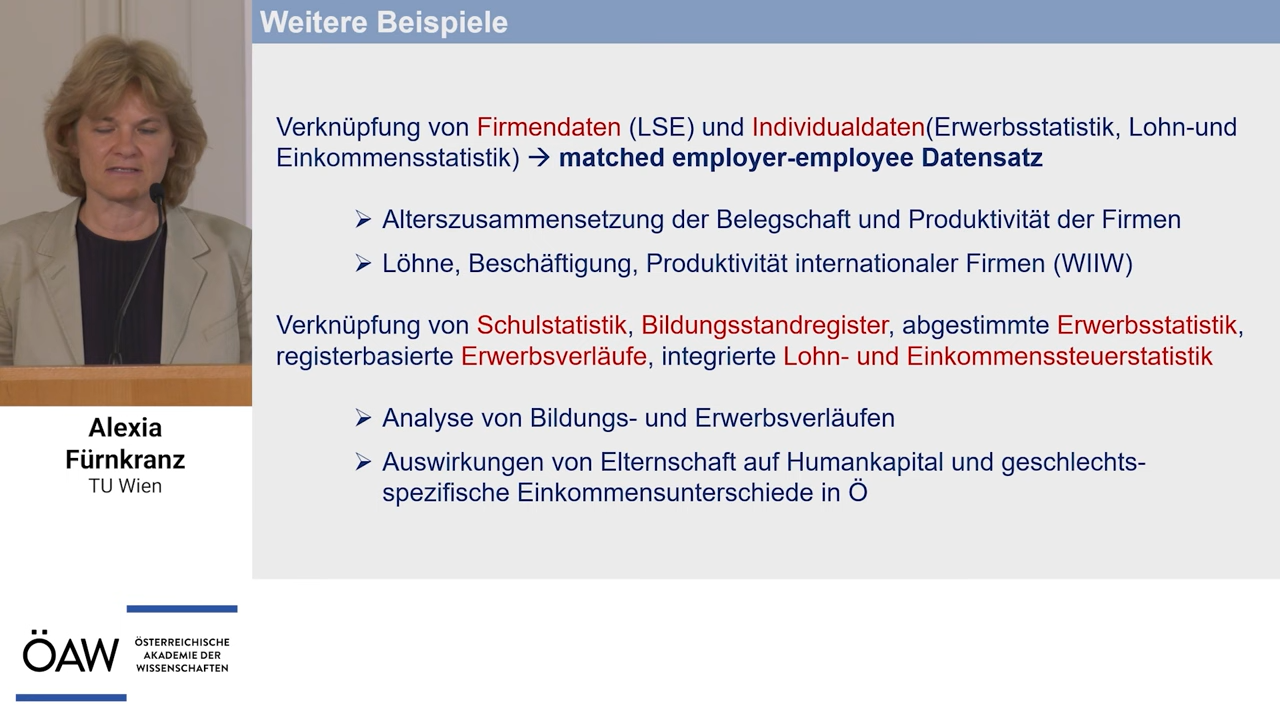 Weitere Beispiele
Verknüpfung von Firmendaten (LSE) und Individualdaten(Erwerbsstatistik, Lohn-und
Einkommensstatistik) → matched employer-employee Datensatz
➢ Alterszusammensetzung der Belegschaft und Produktivität der Firmen
➢ Löhne, Beschäftigung, Produktivität internationaler Firmen (WIIW)
Verknüpfung von Schulstatistik, Bildungsstandregister, abgestimmte Erwerbsstatistik,
registerbasierte Erwerbsverläufe, integrierte Lohn- und Einkommenssteuerstatistik
➢ Analyse von Bildungs- und Erwerbsverläufen
➢ Auswirkungen von Elternschaft auf Humankapital und geschlechts-
spezifische Einkommensunterschiede in Ö
Alexia
Fürnkranz
TU Wien
ÖAW
ÖSTERREICHISCHE
AKADEMIE DER
WISSENSCHAFTEN